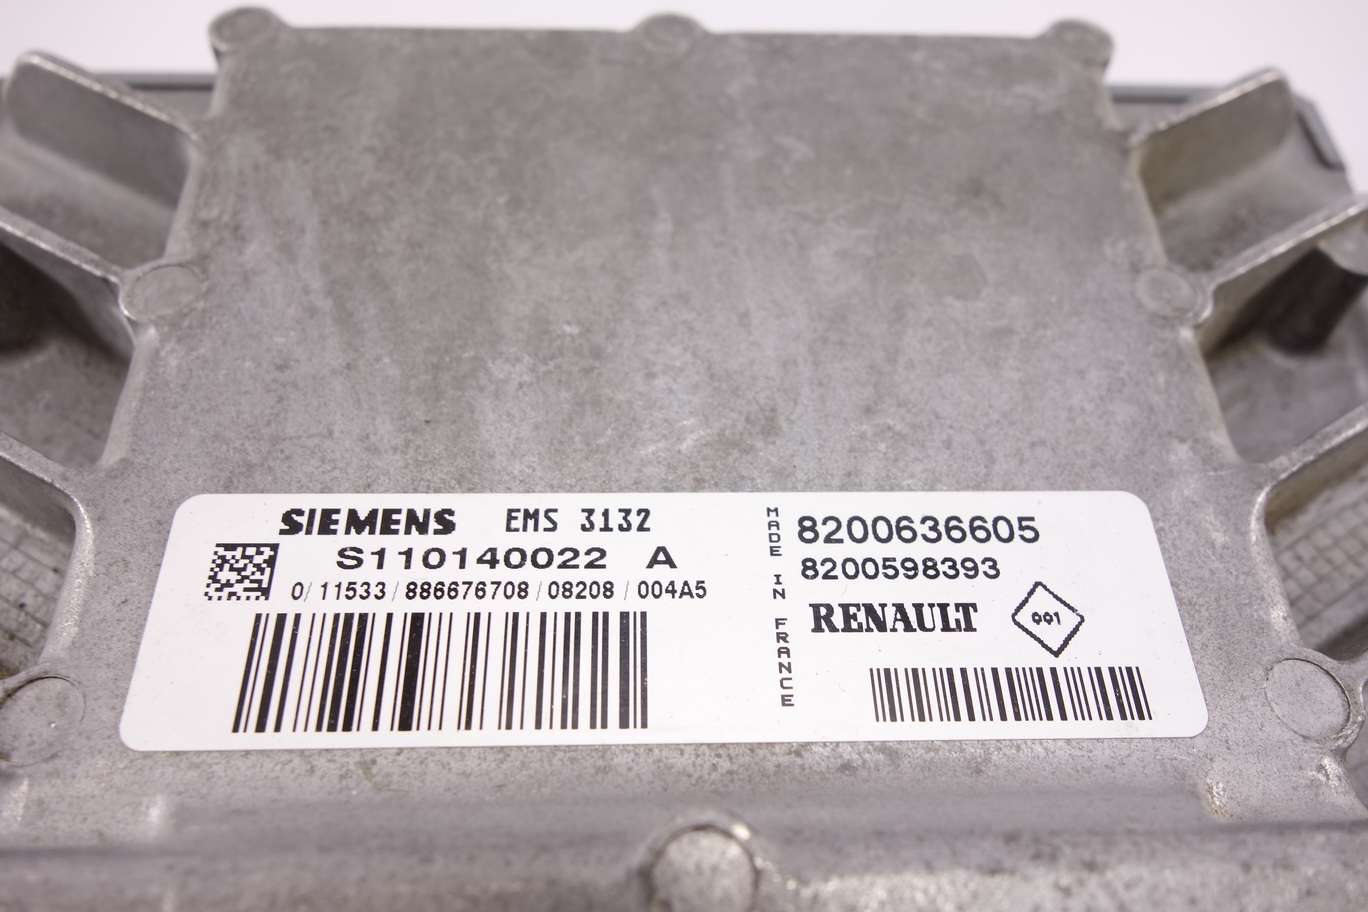 SIEMENS EMS 3132
S110140022 A
0/11533/886676708/08208/004A5
MADE IN FRANCE
8200636605
8200598393
RENAULT 001